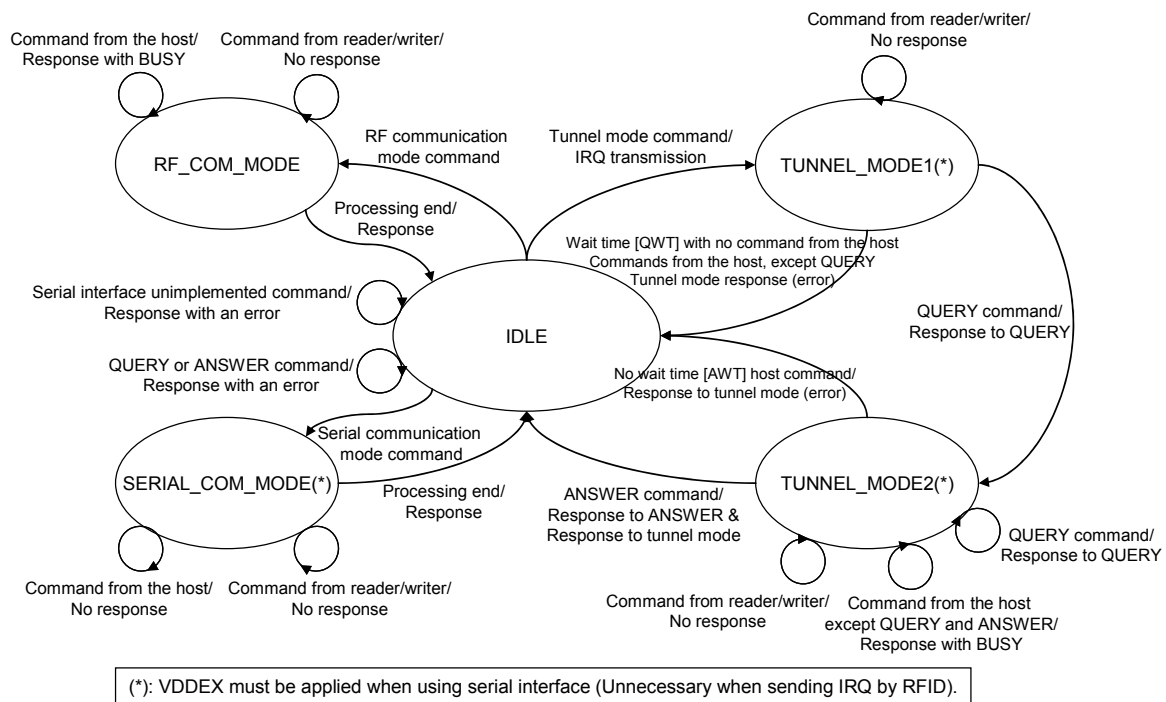 Command from the host/
Response with BUSY
Command from reader/writer/
No response
RF_COM_MODE
RF communication
mode command
Processing end/
Response
Command from reader/writer/
No response
Tunnel mode command/
IRQ transmission
TUNNEL_MODE1(*)
Wait time [QWT] with no command from the host
Commands from the host, except QUERY
Tunnel mode response (error)
Serial interface unimplemented command/
Response with an error
IDLE
QUERY command/
Response to QUERY
QUERY or ANSWER command/
Response with an error
No wait time [AWT] host command/
Response to tunnel mode (error)
Serial communication
mode command
SERIAL_COM_MODE(*)
Processing end/
Response
ANSWER command/
Response to ANSWER &
Response to tunnel mode
TUNNEL_MODE2(*)
QUERY command/
Response to QUERY
Command from the host/
No response
Command from reader/writer/
No response
Command from reader/writer/
No response
Command from the host
except QUERY and ANSWER/
Response with BUSY
(*): VDDEX must be applied when using serial interface (Unnecessary when sending IRQ by RFID).